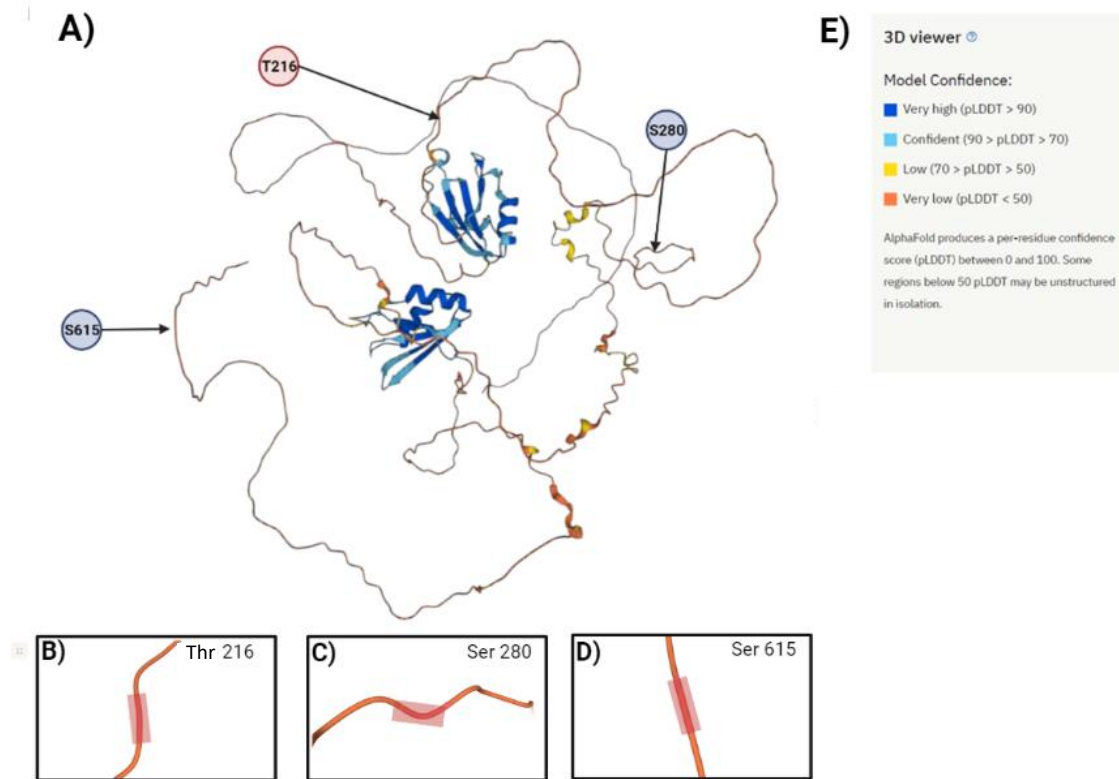 A)
T216
S280
S615
E)
3D viewer ?
Model Confidence:
Very high (pLDDT > 90)
Confident (90 > pLDDT > 70)
Low (70 > pLDDT > 50)
Very low (pLDDT < 50)
AlphaFold produces a per-residue confidence
score (pLDDT) between 0 and 100. Some
regions below 50 pLDDT may be unstructured
in isolation.
B)
Thr 216
C)
Ser 280
D)
Ser 615